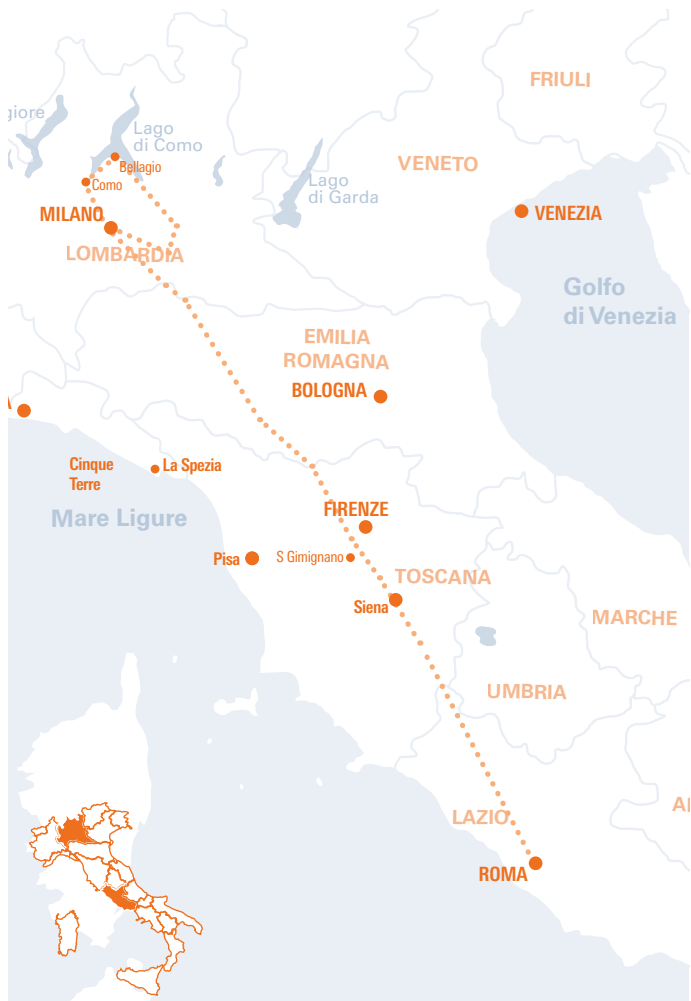 FRIULI
giore
Lago
di Como
Bellagio
VENETO
Como
Lago
di Garda
MILANO
VENEZIA
LOMBARDIA
Golfo
di Venezia
EMILIA
ROMAGNA
BOLOGNA
A
Cinque
Terre
La Spezia
FIRENZE
Mare Ligure
Pisa
S Gimignano
TOSCANA
Siena
MARCHE
UMBRIA
LAZIO
A
ROMA